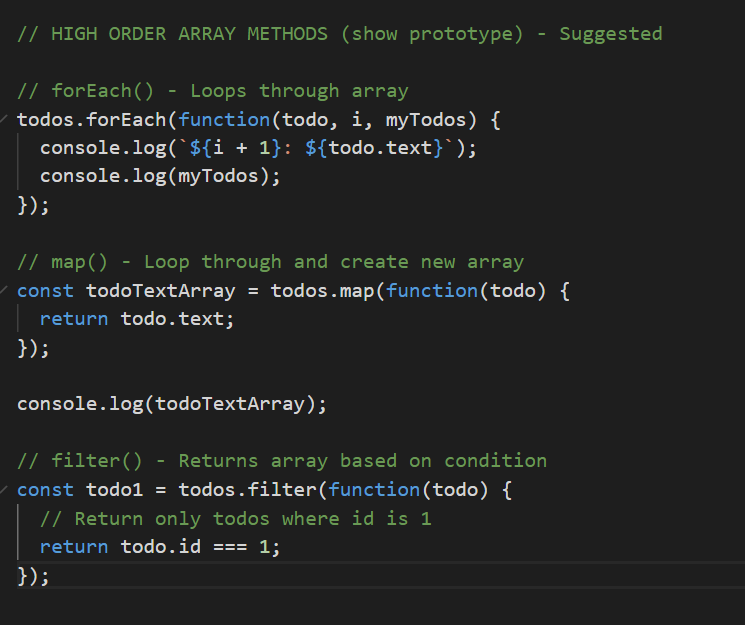 // HIGH ORDER ARRAY METHODS (show prototype) - Suggested
// forEach() - Loops through array
todos.forEach(function(todo, i, myTodos) {
  console.log(`${i + 1}: ${todo.text}`);
  console.log(myTodos);
});
// map() - Loop through and create new array
const todoTextArray = todos.map(function(todo) {
  return todo.text;
});
console.log(todoTextArray);
// filter() - Returns array based on condition
const todo1 = todos.filter(function(todo) {
  // Return only todos where id is 1
  return todo.id === 1;
});